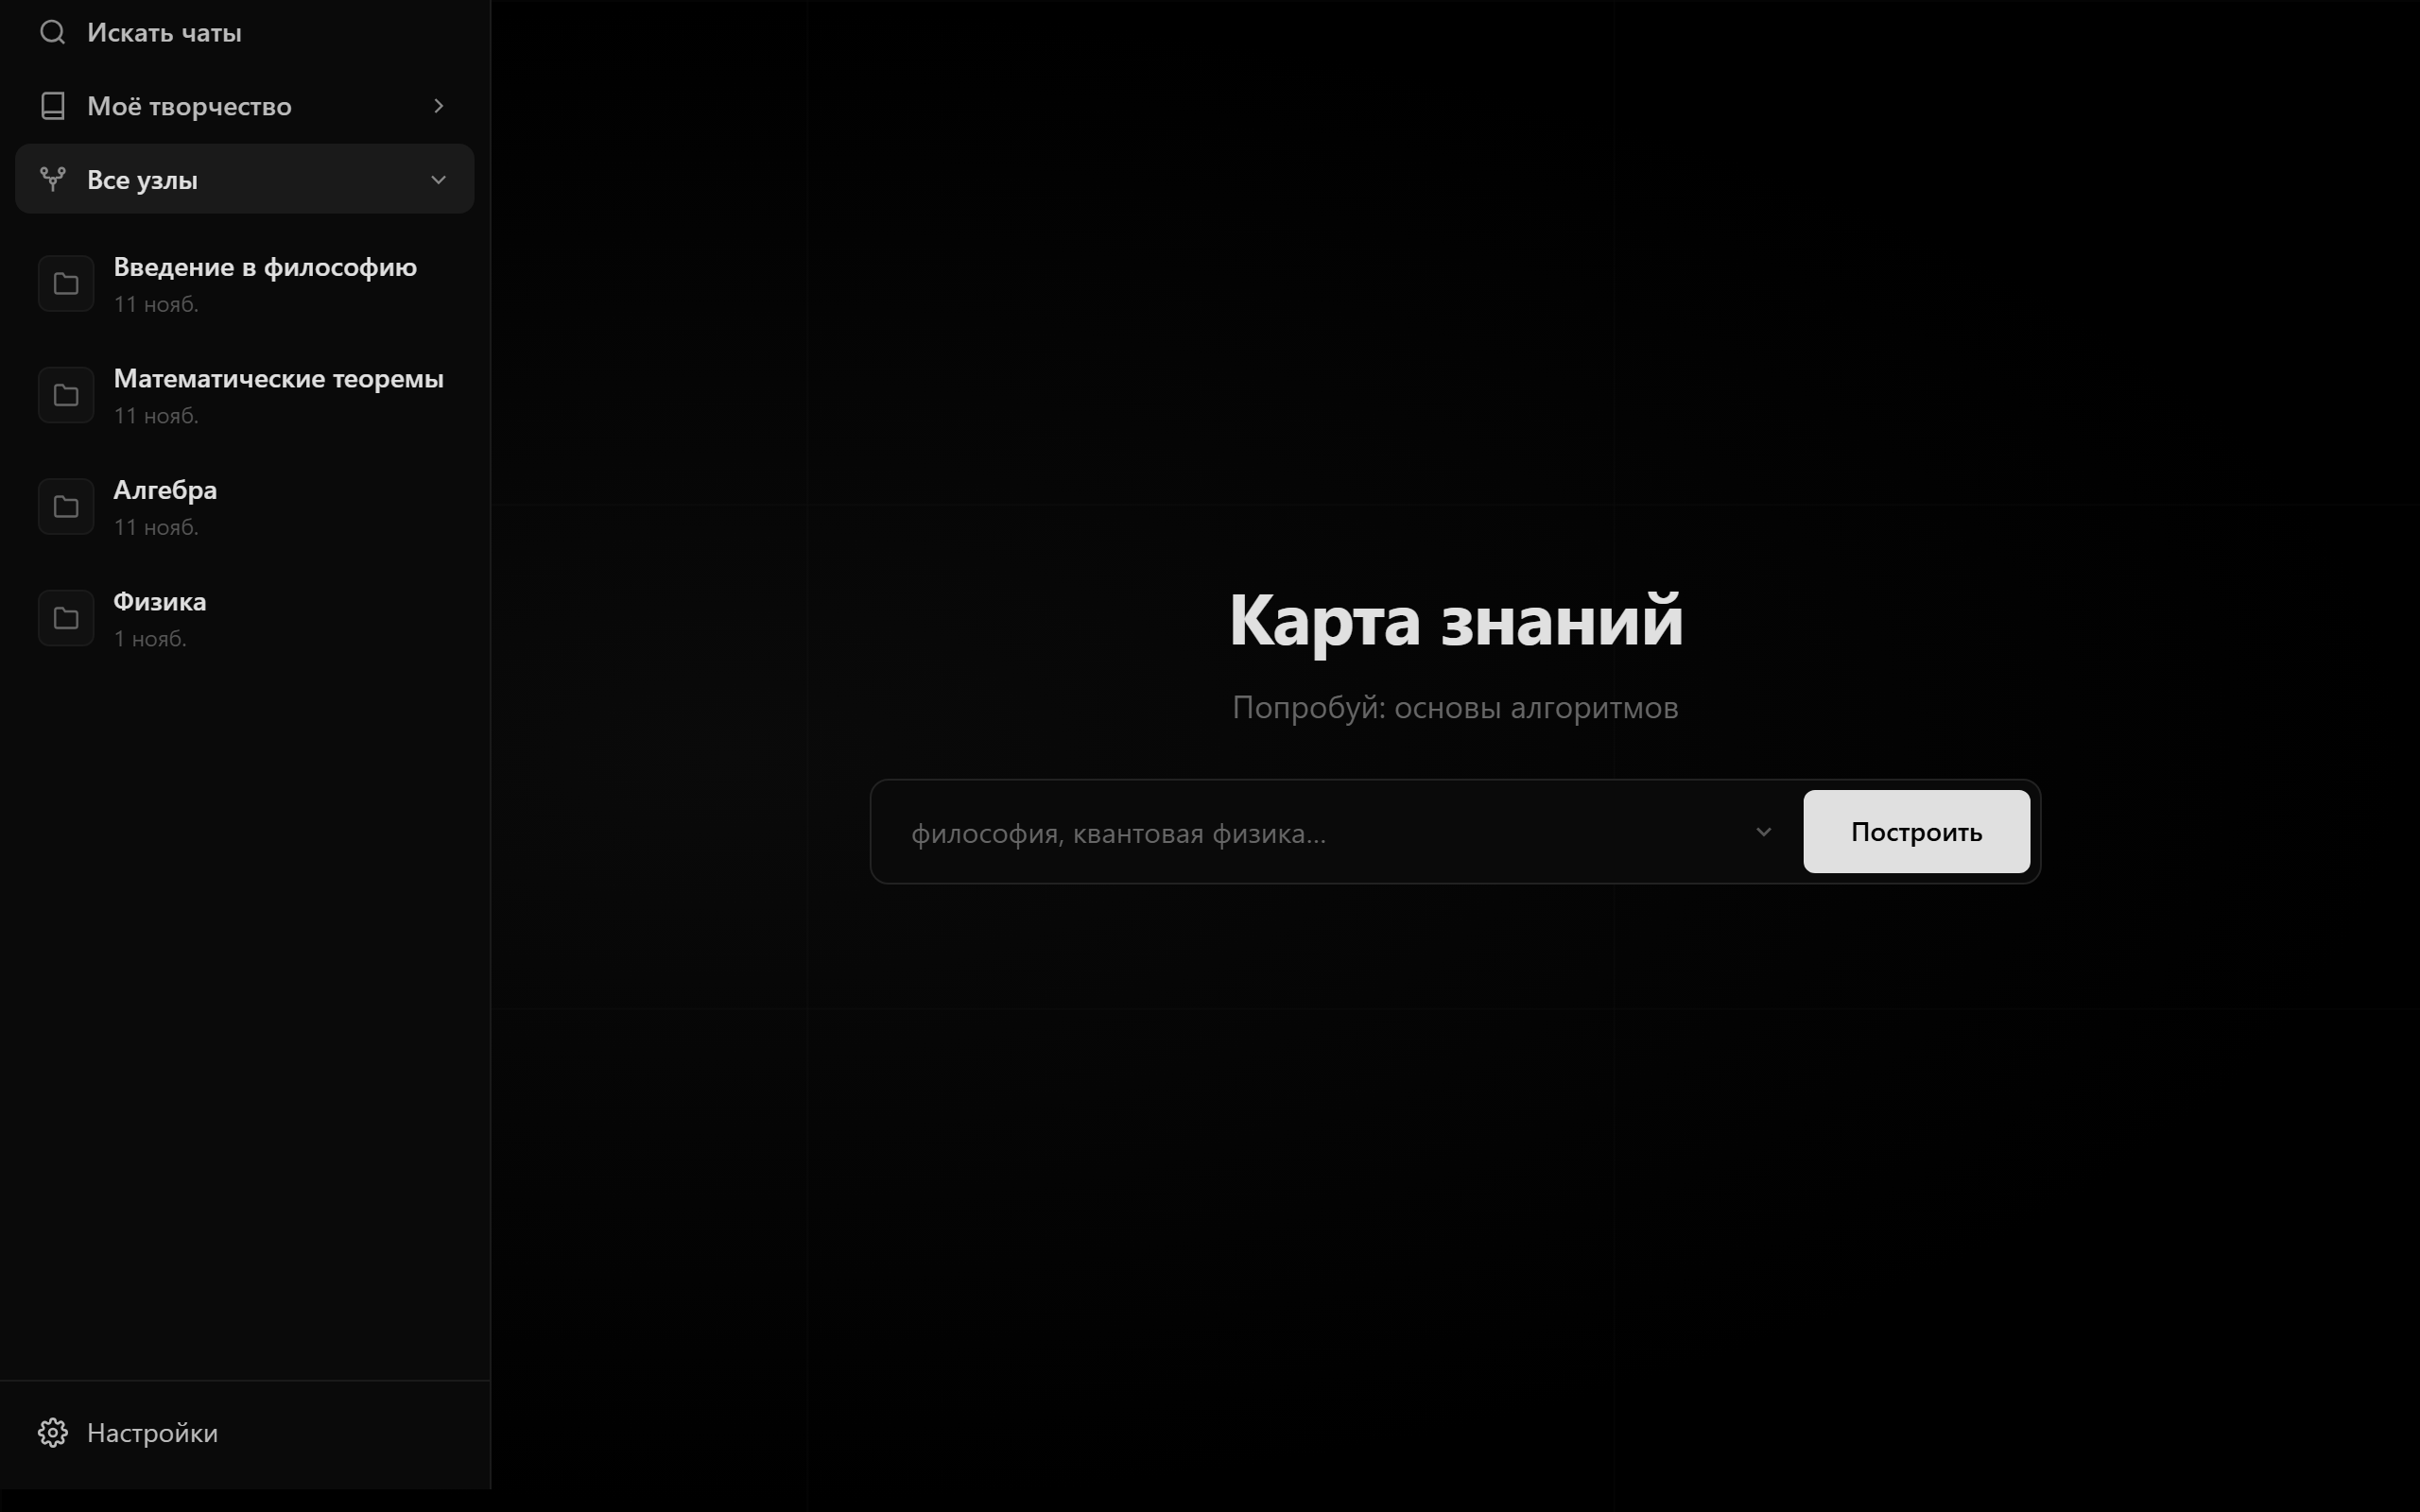 Искать чаты
Моё творчество
Все узлы
Введение в философию
11 нояб.
Математические теоремы
11 нояб.
Алгебра
11 нояб.
Физика
1 нояб.
Настройки
Карта знаний
Попробуй: основы алгоритмов
философия, квантовая физика...
Построить